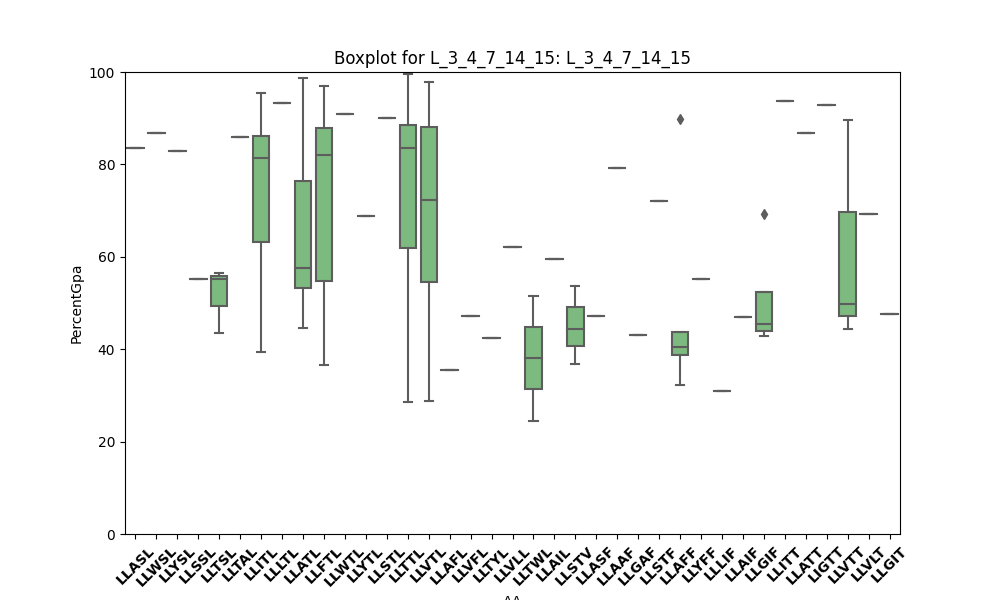 Boxplot for L_3_4_7_14_15: L_3_4_7_14_15
PercentGpa
100
80
60
40
20
0
LLASL
LLWSL
LLYSL
LLSSL
LLTSL
LLTAL
LLITL
LLLTL
LLATL
LLFTL
LLWTL
LLYTL
LLSTL
LLTTL
LLVTL
LLAFL
LLVFL
LLTYL
LLVLL
LLTWL
LLAIL
LLSTV
LLASF
LLAAF
LLGAF
LLSTF
LLAFF
LLYFF
LLLIF
LLAIF
LLGIF
LLITT
LLATT
LIGTT
LLVTT
LLVLT
LLGIT